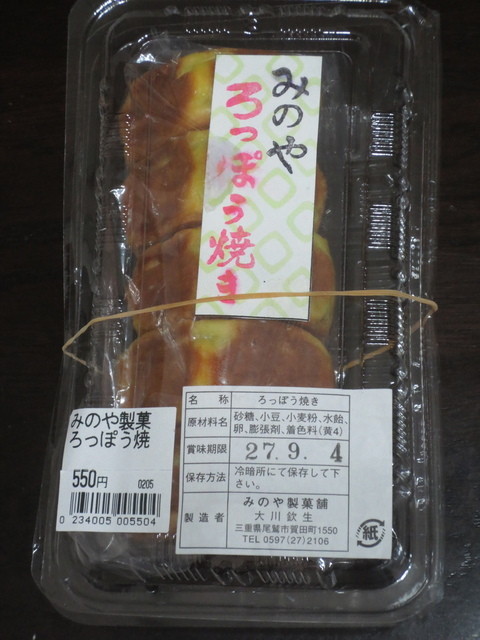 みのや
ろっぽう焼き
みのや製菓
ろっぽう焼
550円
0205
0 234005 005504
名称 ろっぽう焼き
原材料名 砂糖、小豆、小麦粉、水飴、
卵、膨張剤、着色料(黄4)
賞味期限 27.9.4
保存方法 冷暗所にて保存して下
さい。
製造者 みのや製菓舗
大川欽生
三重県尾鷲市賀田町1550
TEL 0597(27)2106
紙